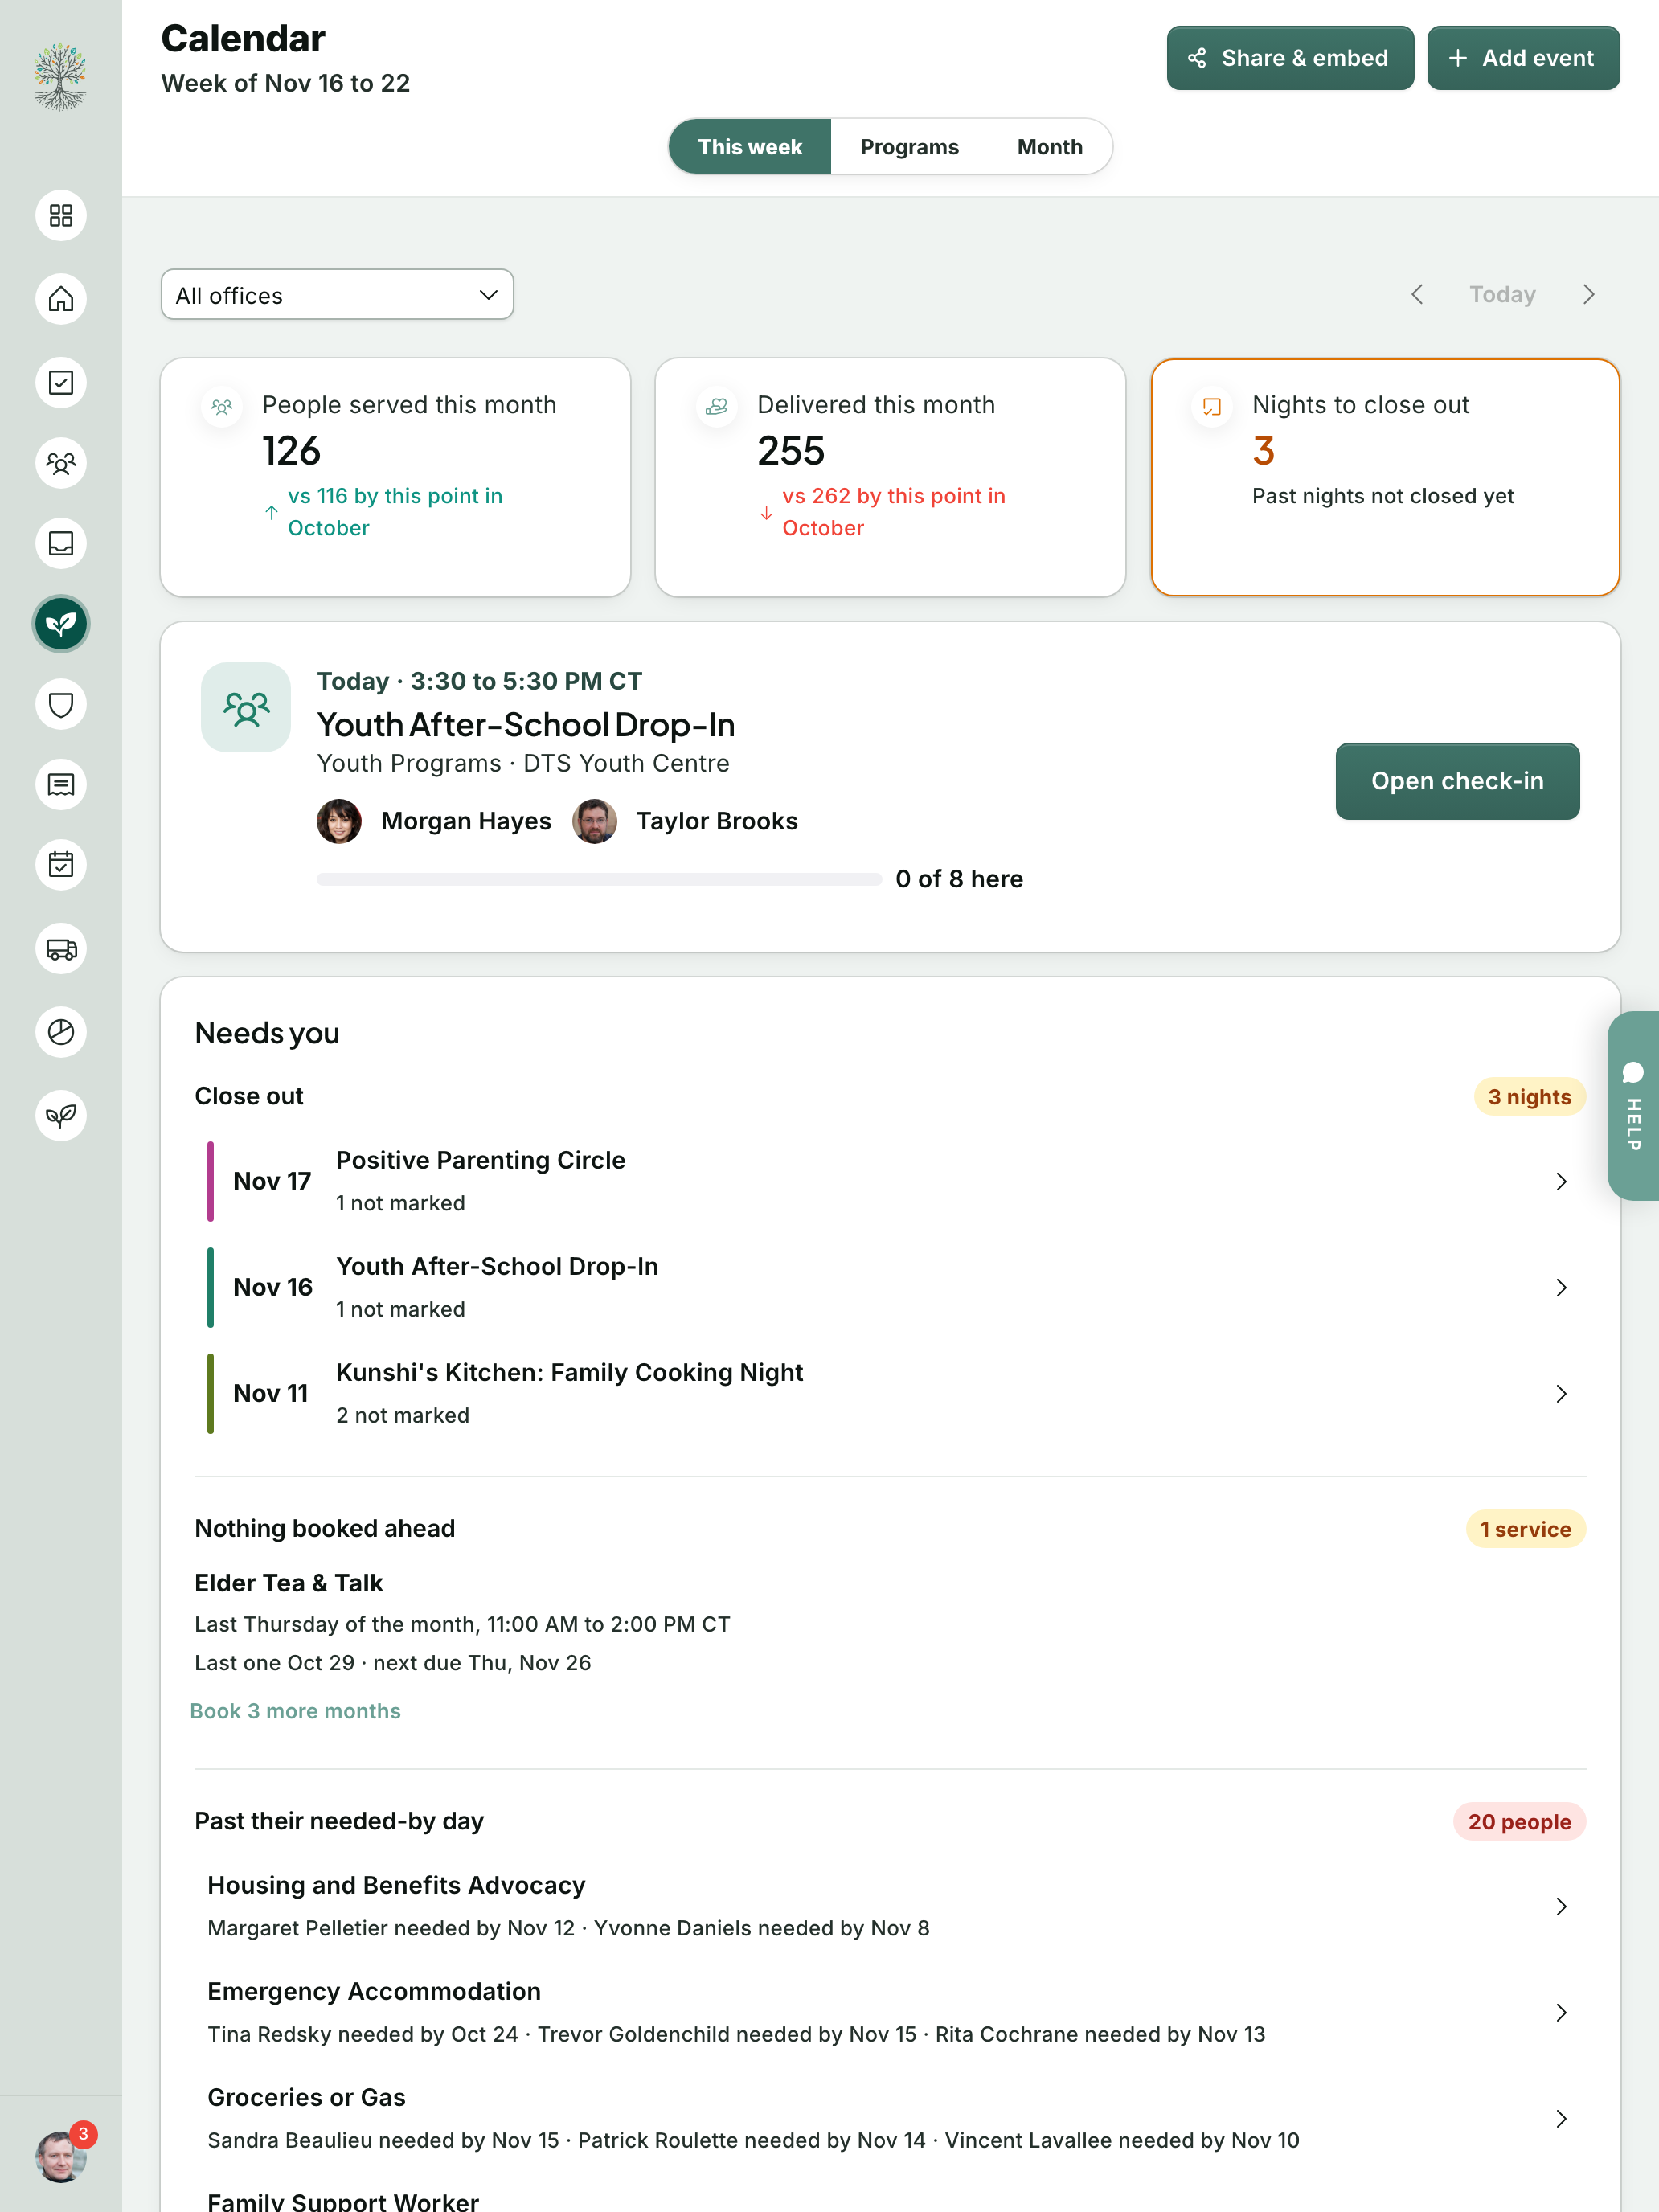 Calendar
Week of Nov 16 to 22
Share & embed
Add event
This week
Programs
Month
All offices
Today
People served this month
126
vs 116 by this point in
October
Delivered this month
255
vs 262 by this point in
October
Nights to close out
3
Past nights not closed yet
Today · 3:30 to 5:30 PM CT
Youth After-School Drop-In
Youth Programs · DTS Youth Centre
Morgan Hayes
Taylor Brooks
0 of 8 here
Needs you
Close out
3 nights
Nov 17
Positive Parenting Circle
1 not marked
Nov 16
Youth After-School Drop-In
1 not marked
Nov 11
Kunshi's Kitchen: Family Cooking Night
2 not marked
Nothing booked ahead
1 service
Elder Tea & Talk
Last Thursday of the month, 11:00 AM to 2:00 PM CT
Last one Oct 29 · next due Thu, Nov 26
Book 3 more months
Past their needed-by day
20 people
Housing and Benefits Advocacy
Margaret Pelletier needed by Nov 12 · Yvonne Daniels needed by Nov 8
Emergency Accommodation
Tina Redsky needed by Oct 24 · Trevor Goldenchild needed by Nov 15 · Rita Cochrane needed by Nov 13
Groceries or Gas
Sandra Beaulieu needed by Nov 15 · Patrick Roulette needed by Nov 14 · Vincent Lavallee needed by Nov 10
Family Support Worker
Open check-in
HELP
3